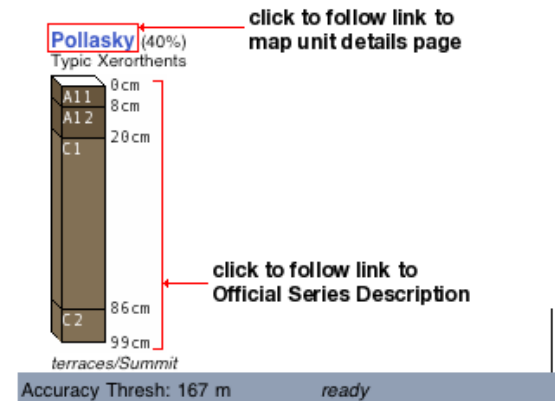 click to follow link to
map unit details page
Pollasky (40%)
Typic Xerorthents
0cm
A11
8cm
A12
20cm
C1
click to follow link to
Official Series Description
86cm
C2
99cm
terraces/Summit
Accuracy Thresh: 167 m ready